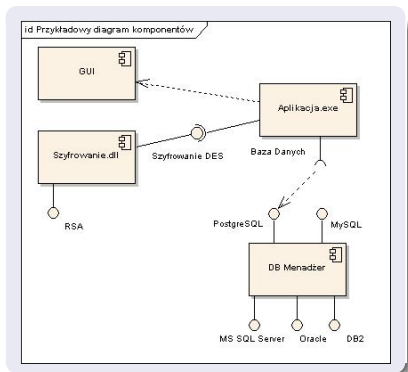 id Przykładowy diagram komponentów
GUI
Aplikacja.exe
Szyfrowanie.dll
Szyfrowanie DES
Baza Danych
RSA
PostgreSQL
MySQL
DB Menadżer
MS SQL Server
Oracle
DB2